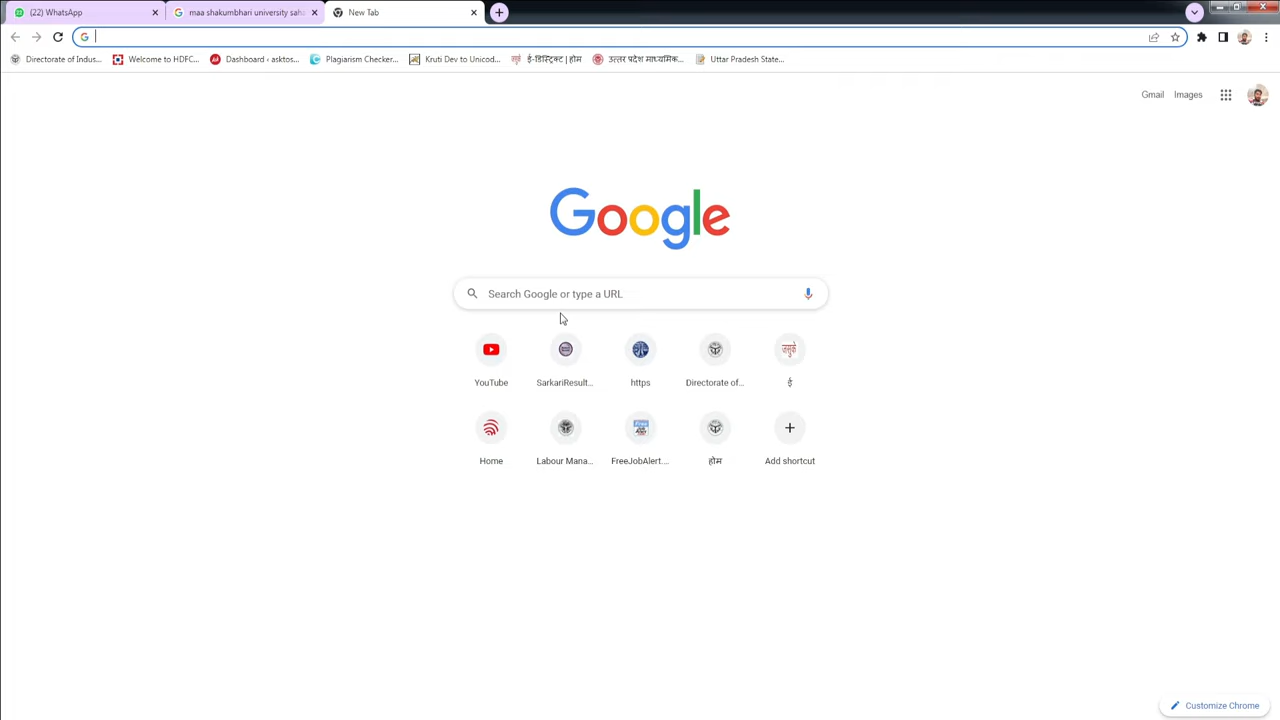 (22) WhatsApp
maa shakumbhari university saha
New Tab
Directorate of Indus...
Welcome to HDFC...
Dashboard ‹ asktos...
Plagiarism Checker...
Kruti Dev to Unicod...
ई-डिस्ट्रिक्ट | होम
उत्तर प्रदेश माध्यमिक...
Uttar Pradesh State...
Gmail Images
Google
Search Google or type a URL
YouTube
SarkariResult...
https
Directorate of...
ई
Home
Labour Mana...
FreeJobAlert....
होम
Add shortcut
Customize Chrome